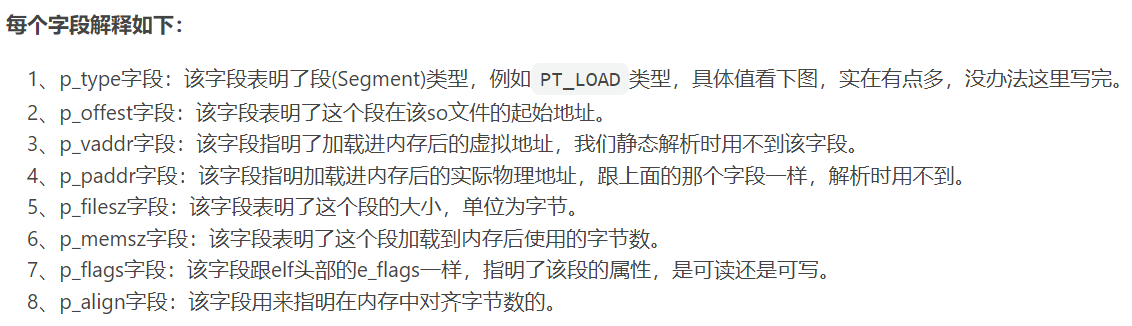 每个字段解释如下：
1、p_type字段：该字段表明了段(Segment)类型，例如 PT_LOAD 类型，具体值看下图，实在有点多，没办法这里写完。
2、p_offest字段：该字段表明了这个段在该so文件的起始地址。
3、p_vaddr字段：该字段指明了加载进内存后的虚拟地址，我们静态解析时用不到该字段。
4、p_paddr字段：该字段指明加载进内存后的实际物理地址，跟上面的那个字段一样，解析时用不到。
5、p_filesz字段：该字段表明了这个段的大小，单位为字节。
6、p_memsz字段：该字段表明了这个段加载到内存后使用的字节数。
7、p_flags字段：该字段跟elf头部的e_flags一样，指明了该段的属性，是可读还是可写。
8、p_align字段：该字段用来指明在内存中对齐字节数的。